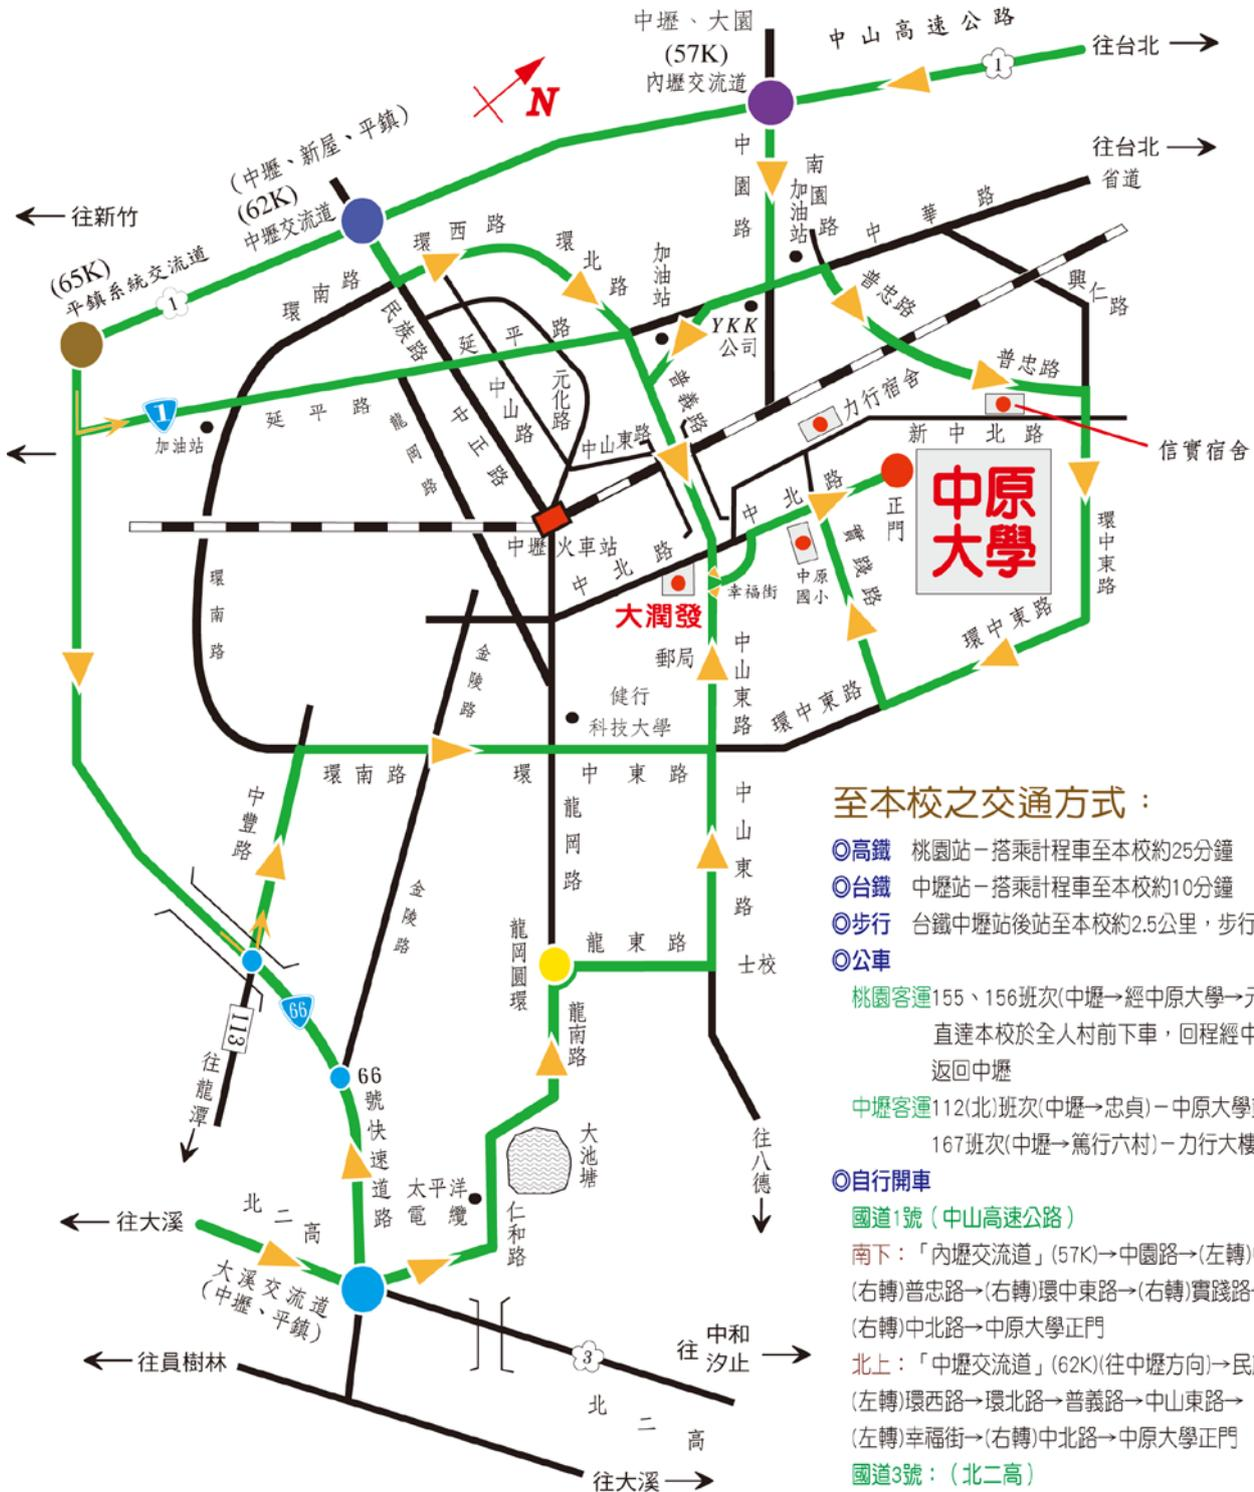 中壢、大園
(57K)
內壢交流道
中山高速公路
1
往台北
N
(中壢、新屋、平鎮)
(62K)
中壢交流道
往新竹
(65K)
平鎮系統交流道
1
往台北
省道
中園路
南園路
加油站
中華路
環西路
環北路
加油站
環南路
民族路
延平路
YKK
公司
普忠路
興仁路
普忠路
1
加油站
延平路
龍岡路
中正路
中山路
元化路
中山東路
普義路
力行宿舍
新中北路
信實宿舍
中北路
正門
中原
大學
中壢火車站
中北路
中原
國小
實踐路
環中東路
幸福街
大潤發
環南路
金陵路
郵局
中山東路
環中東路
環中東路
健行
科技大學
環南路
環中東路
中豐路
龍岡路
中山東路
金陵路
龍岡圓環
龍東路
士校
龍南路
66
113
往龍潭
66號快速道路
大池塘
往八德
太平洋
電纜
仁和路
往大溪
北二高
大溪交流道
(中壢、平鎮)
往員樹林
3
往
中和
汐止
北二高
往大溪
至本校之交通方式：
◎高鐵 桃園站－搭乘計程車至本校約25分鐘
◎台鐵 中壢站－搭乘計程車至本校約10分鐘
◎步行 台鐵中壢站後站至本校約2.5公里，步行
◎公車
桃園客運155、156班次(中壢→經中原大學→
直達本校於全人村前下車，回程經中
返回中壢
中壢客運112(北)班次(中壢→忠貞)－中原大學
167班次(中壢→篤行六村)－力行大樓
◎自行開車
國道1號（中山高速公路）
南下：「內壢交流道」(57K)→中園路→(左轉)
(右轉)普忠路→(右轉)環中東路→(右轉)實踐路
(右轉)中北路→中原大學正門
北上：「中壢交流道」(62K)(往中壢方向)→民
(左轉)環西路→環北路→普義路→中山東路→
(左轉)幸福街→(右轉)中北路→中原大學正門
國道3號：（北二高）